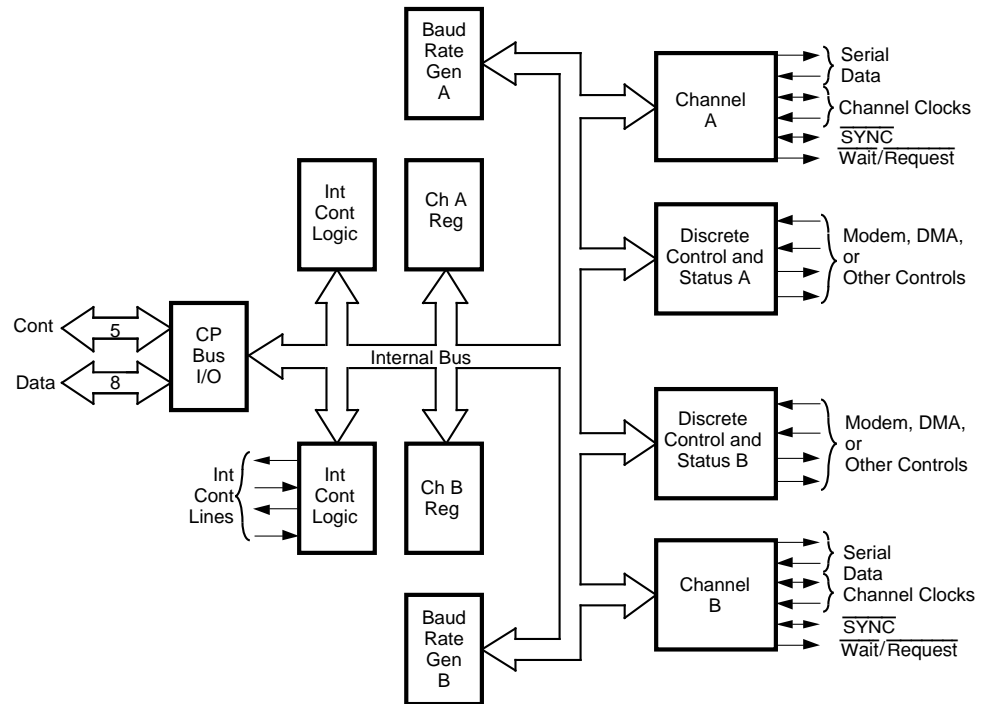 Baud
Rate
Gen
A
Channel
A
Serial
Data
Channel Clocks
SYNC
Wait/Request
Int
Cont
Logic
Ch A
Reg
Discrete
Control and
Status A
Modem, DMA,
or
Other Controls
Cont
5
Data
8
CP
Bus
I/O
Internal Bus
Discrete
Control and
Status B
Modem, DMA,
or
Other Controls
Int
Cont
Lines
Int
Cont
Logic
Ch B
Reg
Channel
B
Serial
Data
Channel Clocks
SYNC
Wait/Request
Baud
Rate
Gen
B